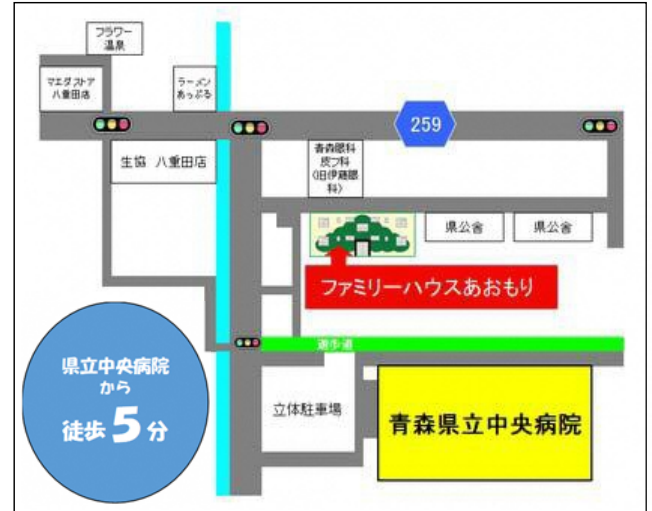 フラワー
温泉
マエダストア
八重田店
ラーメン
あっぷる
259
生協 八重田店
青森眼科
皮フ科
(旧伊藤眼
科)
県公舎
県公舎
ファミリーハウスあおもり
遊歩道
県立中央病院
から
徒歩5分
立体駐車場
青森県立中央病院